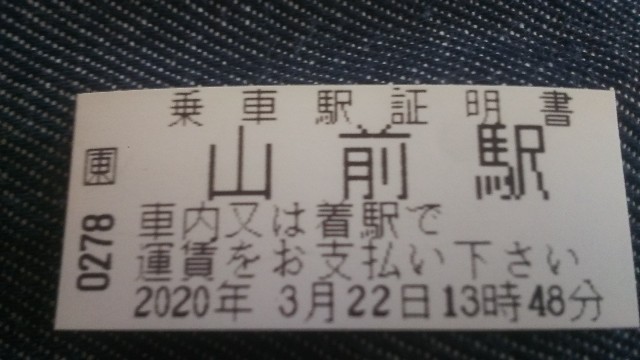 乗車駅証明書
山前駅
東
0278
車内又は着駅で
運賃をお支払い下さい
2020年 3月22日13時48分